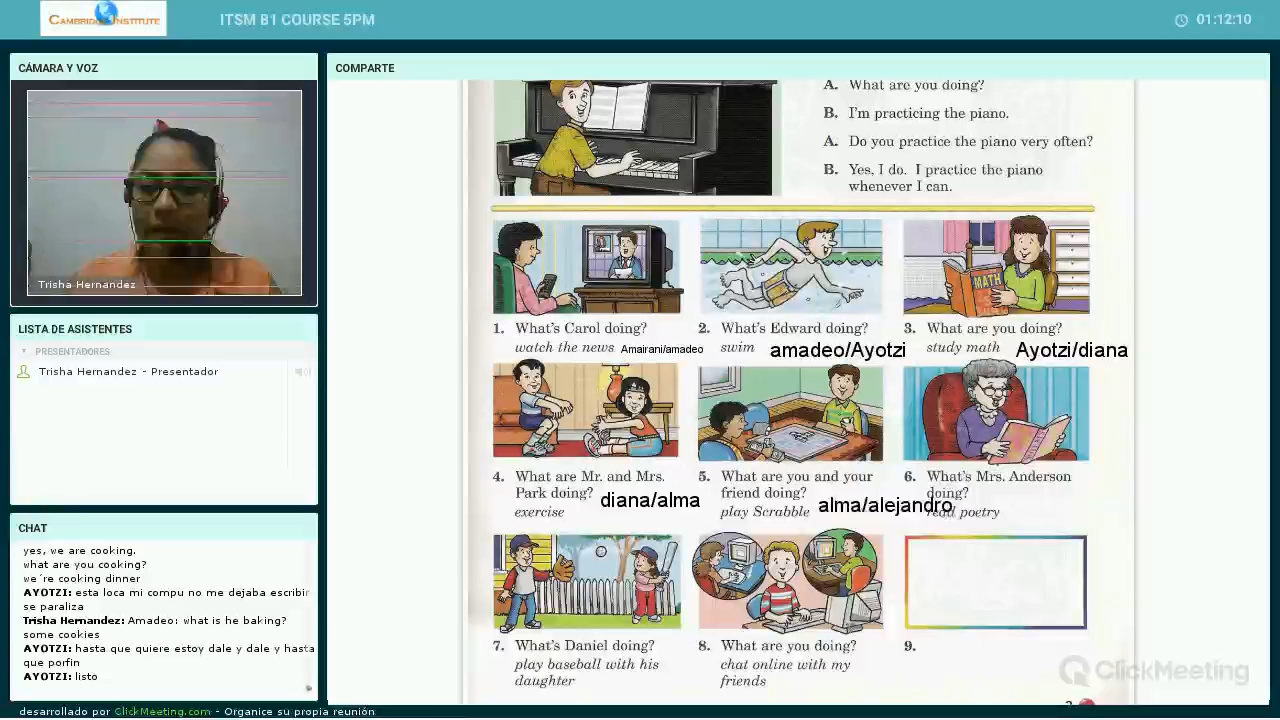 CAMBRIDGE INSTITUTE
ITSM B1 COURSE 5PM
01:12:10
CÁMARA Y VOZ
Trisha Hernandez
LISTA DE ASISTENTES
PRESENTADORES
Trisha Hernandez - Presentador
CHAT
yes, we are cooking.
what are you cooking?
we´re cooking dinner
AYOTZI: esta loca mi compu no me dejaba escribir
se paraliza
Trisha Hernandez: Amadeo: what is he baking?
some cookies
AYOTZI: hasta que quiere estoy dale y dale y hasta
que porfin
AYOTZI: listo
COMPARTE
A. What are you doing?
B. I'm practicing the piano.
A. Do you practice the piano very often?
B. Yes, I do. I practice the piano
whenever I can.
MATH
1. What's Carol doing?
watch the news Amairani/amadeo
2. What's Edward doing?
swim amadeo/Ayotzi
3. What are you doing?
study math Ayotzi/diana
4. What are Mr. and Mrs.
Park doing? diana/alma
exercise
5. What are you and your
friend doing? alma/alejandro
play Scrabble
6. What's Mrs. Anderson
doing?
read poetry
7. What's Daniel doing?
play baseball with his
daughter
8. What are you doing?
chat online with my
friends
9.
ClickMeeting
desarrollado por ClickMeeting.com - Organice su propia reunión